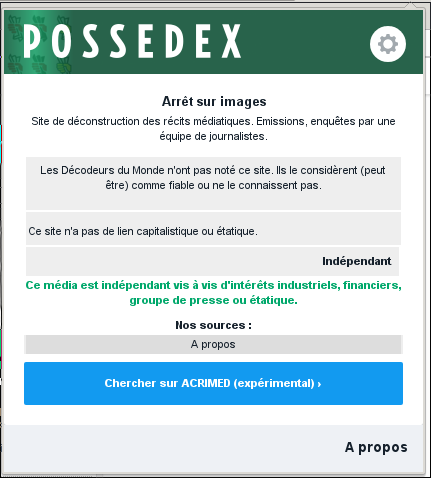 POSSEDEX
Arrêt sur images
Site de déconstruction des récits médiatiques. Emissions, enquêtes par une
équipe de journalistes.
Les Décodeurs du Monde n'ont pas noté ce site. Ils le considèrent (peut
être) comme fiable ou ne le connaissent pas.
Ce site n'a pas de lien capitalistique ou étatique.
Indépendant
Ce média est indépendant vis à vis d'intérêts industriels, financiers,
groupe de presse ou étatique.
Nos sources :
A propos
Chercher sur ACRIMED (expérimental) ›
A propos